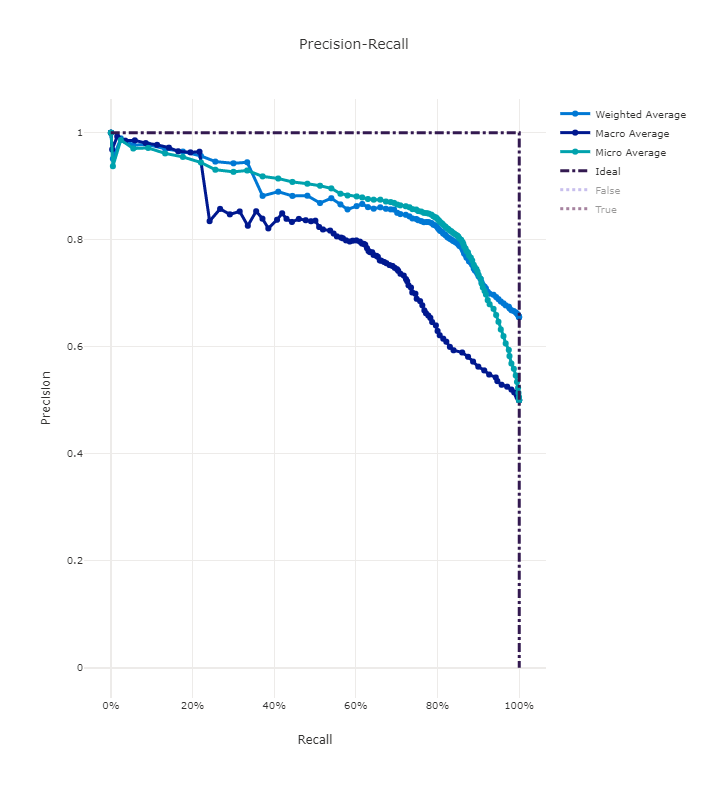 Precision-Recall
Weighted Average
Macro Average
Micro Average
Ideal
False
True
1
0.8
0.6
0.4
0.2
0
Precision
0%
20%
40%
60%
80%
100%
Recall